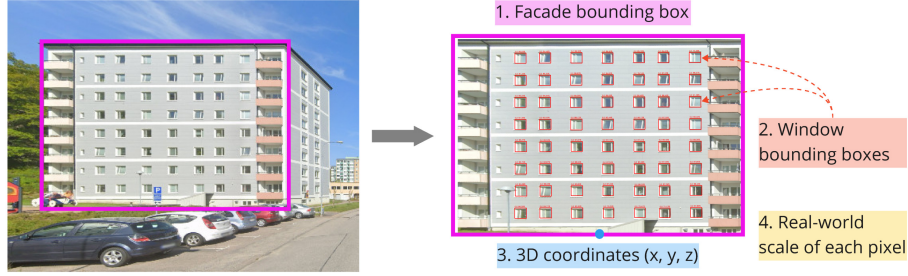 1. Facade bounding box
2. Window
bounding boxes
3. 3D coordinates (x, y, z)
4. Real-world
scale of each pixel
P